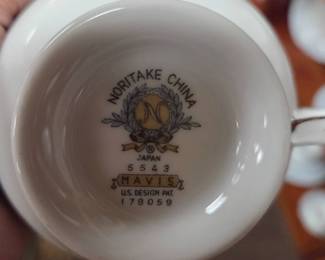 NORITAKE CHINA
N
®
JAPAN
5543
MAVIS
U.S. DESIGN PAT.
178059